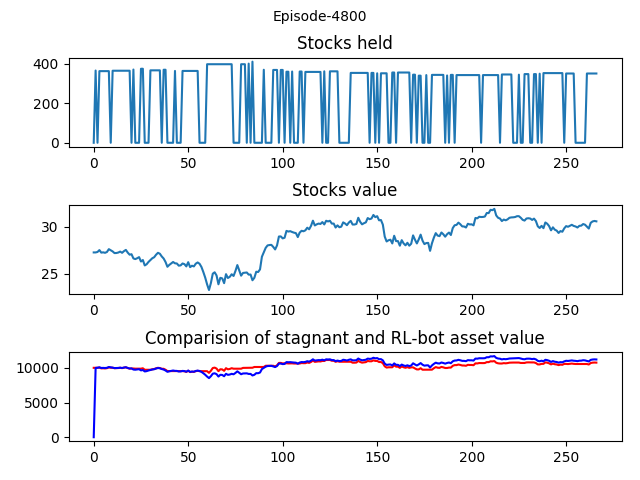 Episode-4800
Stocks held
400
200
0
0 50 100 150 200 250
Stocks value
30
25
0 50 100 150 200 250
Comparision of stagnant and RL-bot asset value
10000
5000
0
0 50 100 150 200 250